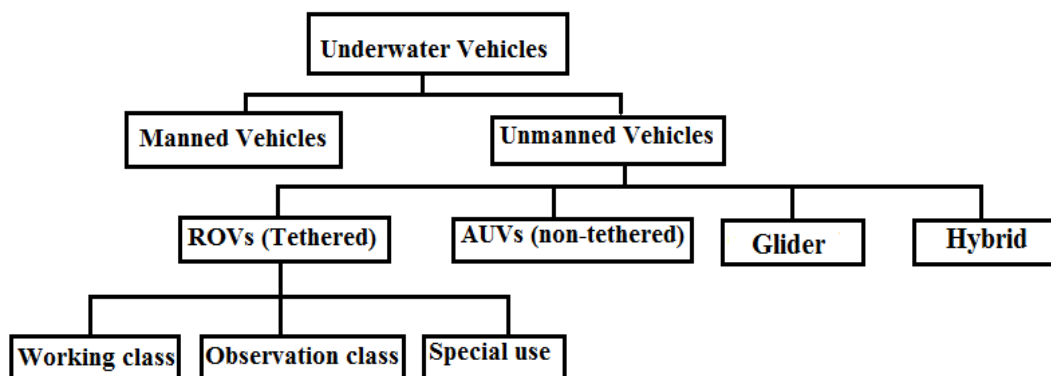 Underwater Vehicles
Manned Vehicles
Unmanned Vehicles
ROVs (Tethered)
AUVs (non-tethered)
Glider
Hybrid
Working class
Observation class
Special use